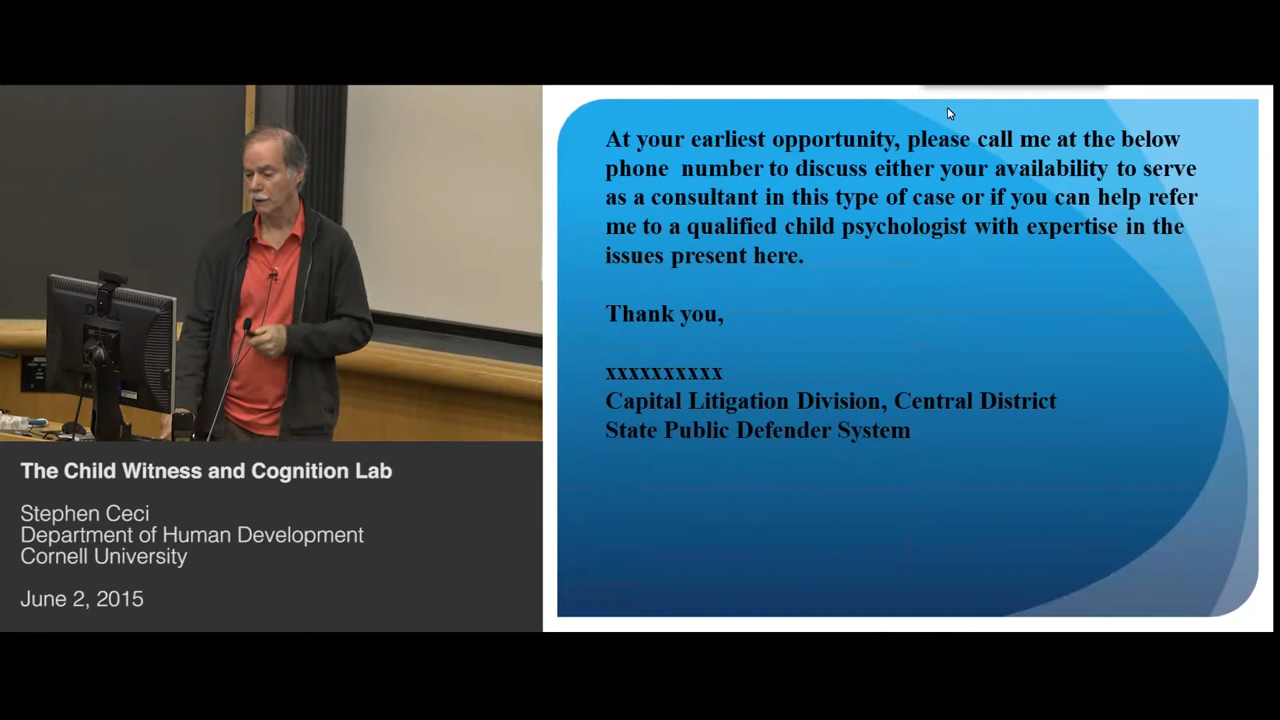 At your earliest opportunity, please call me at the below
phone number to discuss either your availability to serve
as a consultant in this type of case or if you can help refer
me to a qualified child psychologist with expertise in the
issues present here.
Thank you,
xxxxxxxxxx
Capital Litigation Division, Central District
State Public Defender System
The Child Witness and Cognition Lab
Stephen Ceci
Department of Human Development
Cornell University
June 2, 2015